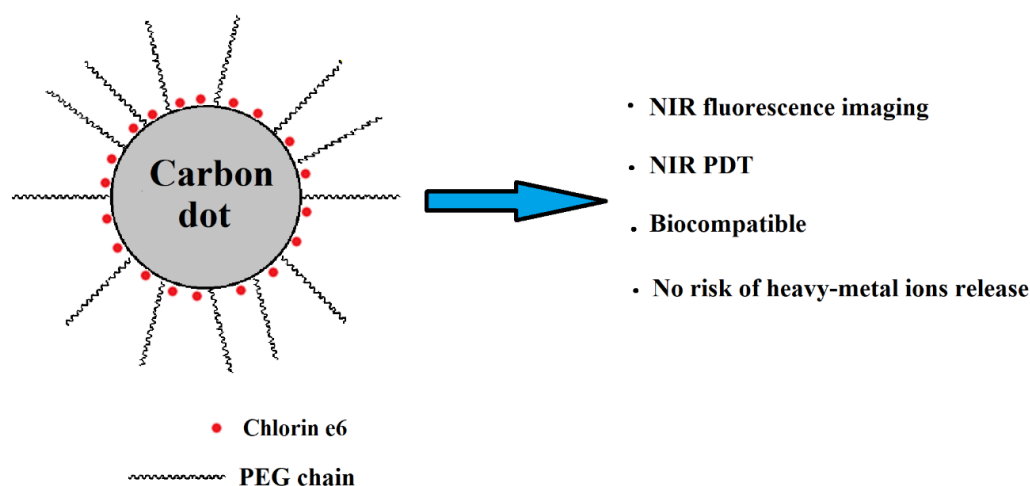 Carbon
dot
• NIR fluorescence imaging
• NIR PDT
• Biocompatible
• No risk of heavy-metal ions release
Chlorin e6
PEG chain